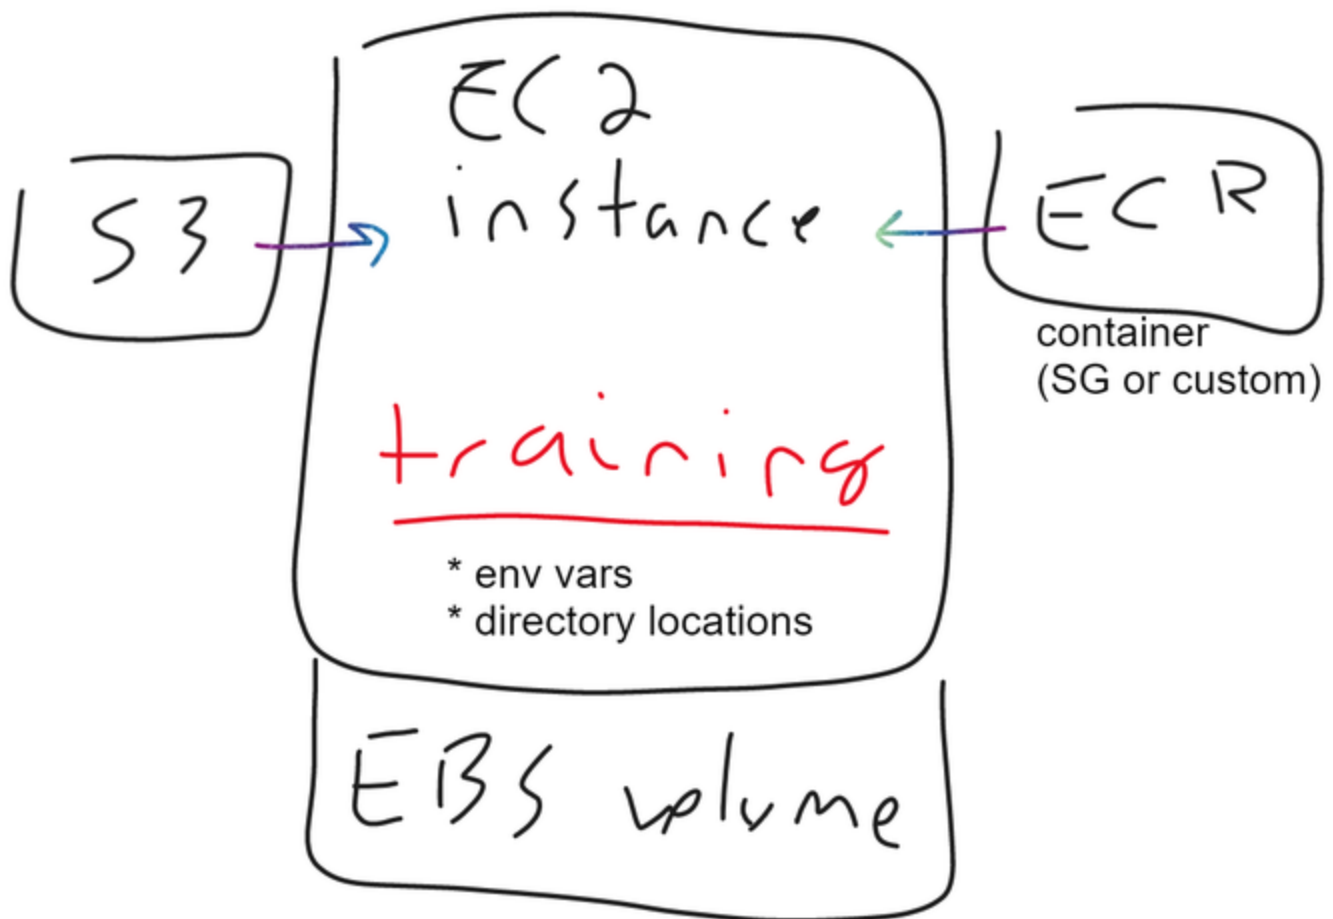 EC2
instance
S3
ECR
container
(SG or custom)
training
* env vars
* directory locations
EBS volume